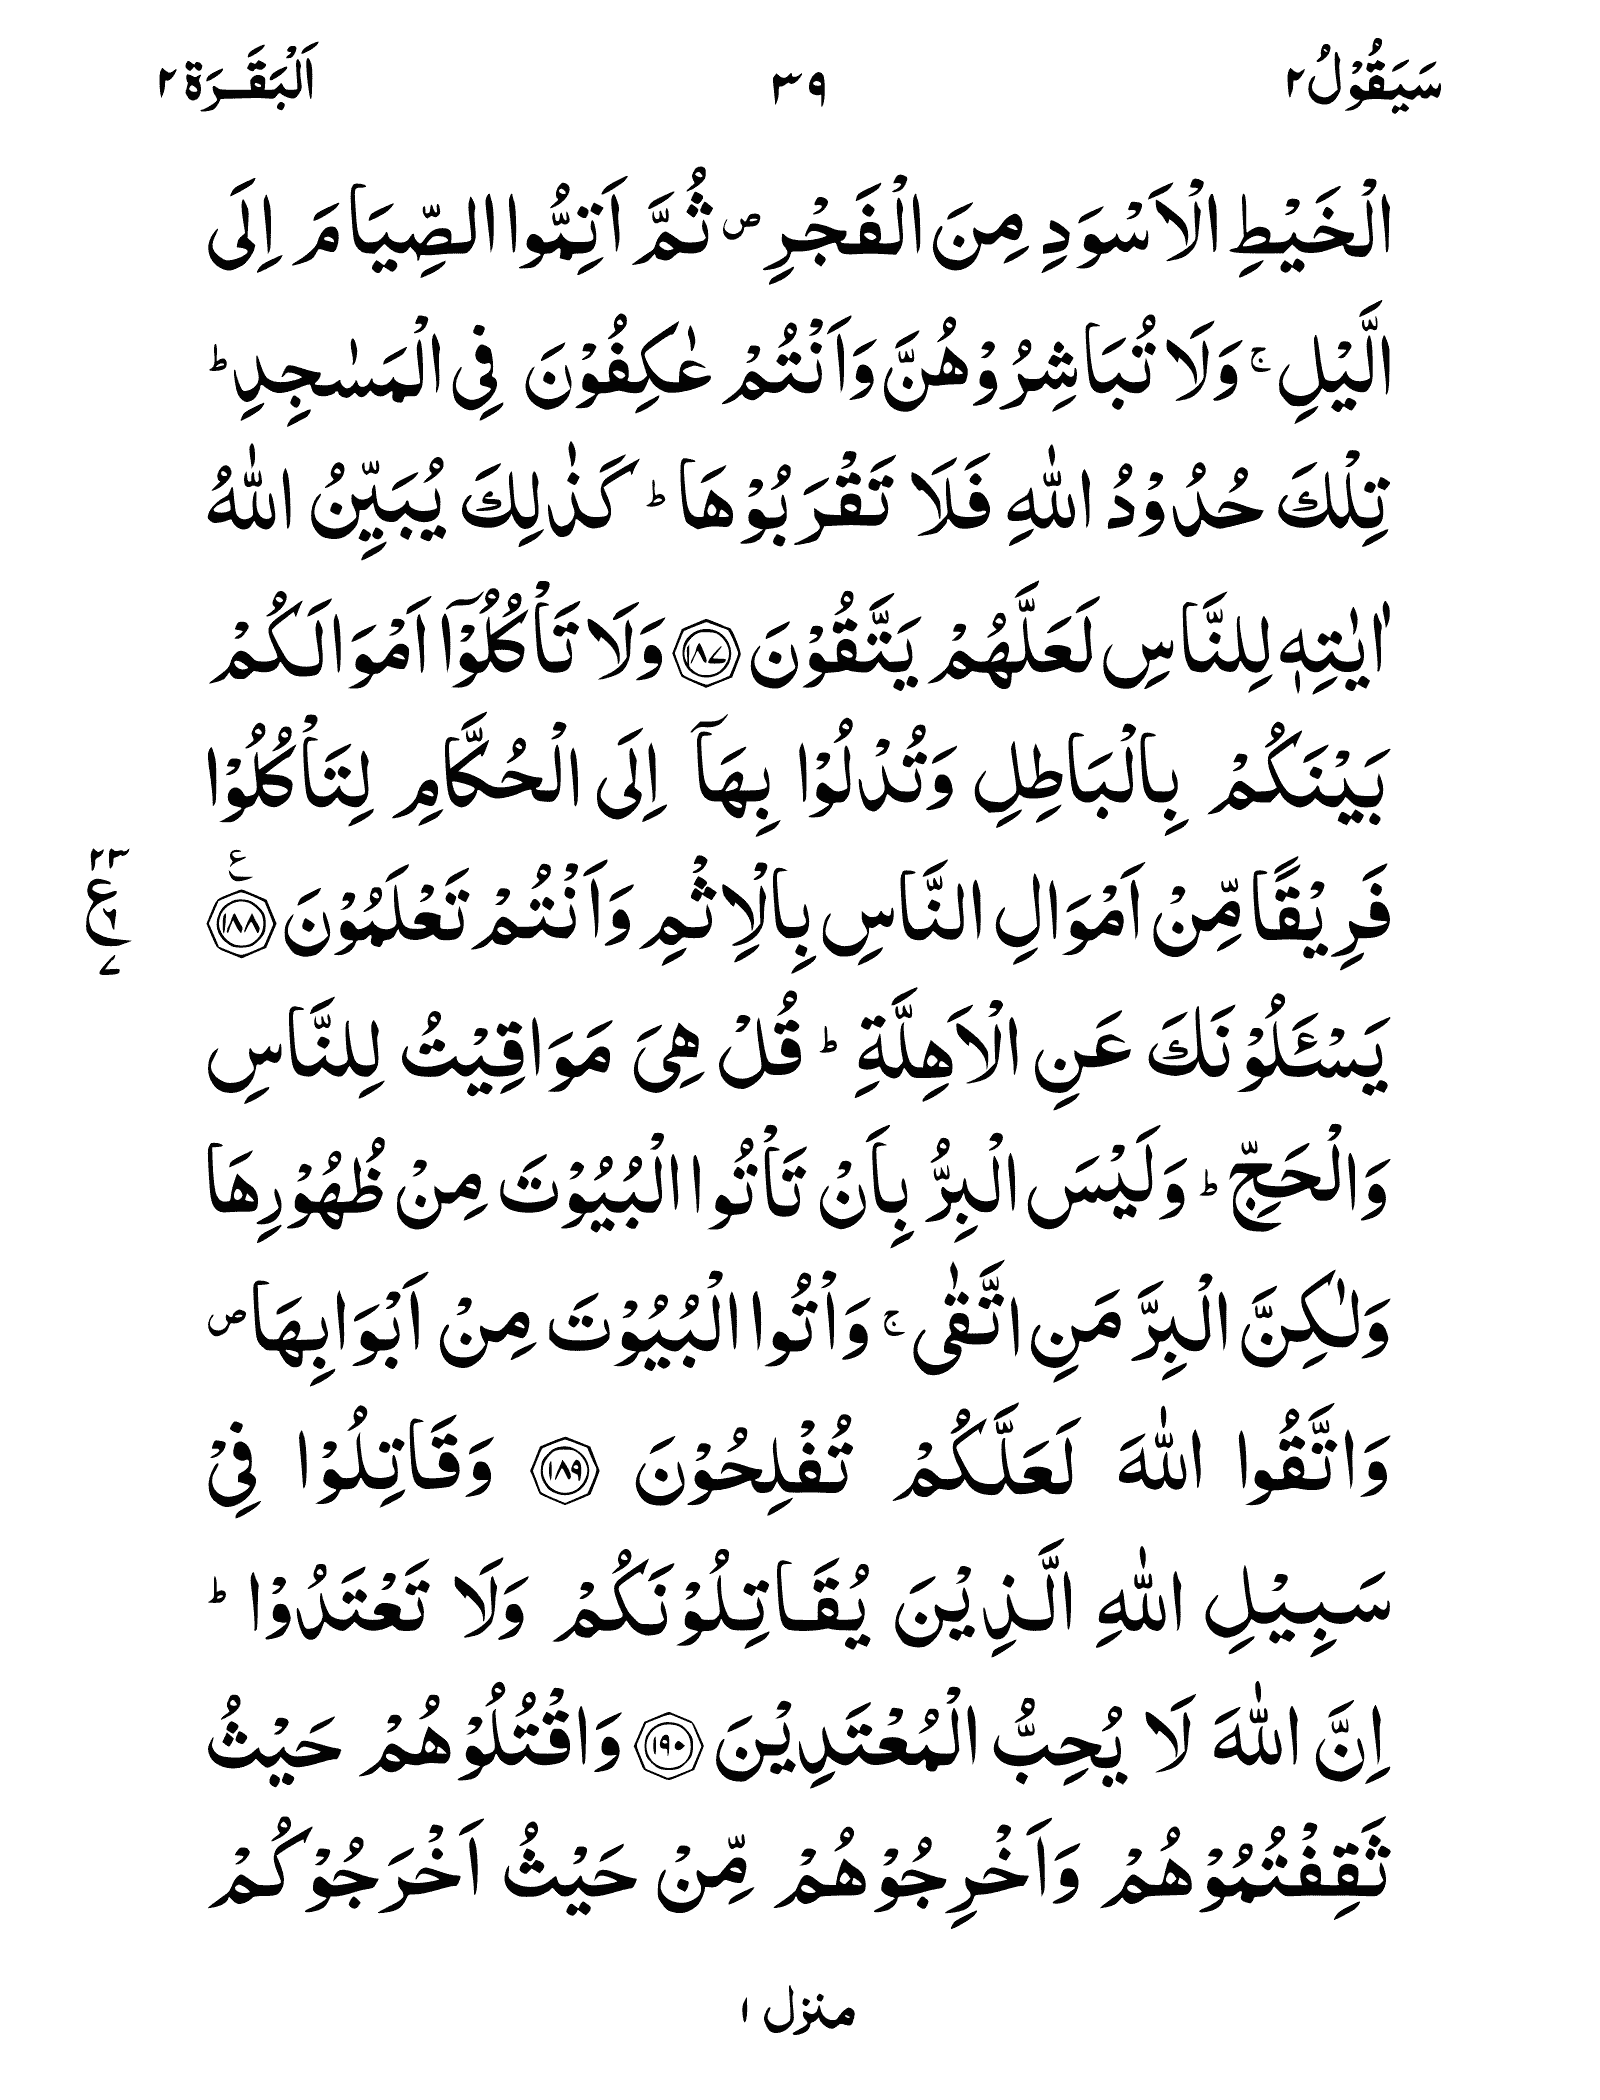 سَيَقُوْلُ ٢ ٣٩ اَلْبَقَـرَة ٢
الْخَيْطِ الْاَسْوَدِ مِنَ الْفَجْرِ ۪ ثُمَّ اَتِمُّوا الصِّيَامَ اِلَى
الَّيْلِ ۚ وَلَا تُبَاشِرُوْهُنَّ وَاَنْتُمْ عٰكِفُوْنَ فِى الْمَسٰجِدِ ؕ
تِلْكَ حُدُوْدُ اللّٰهِ فَلَا تَقْرَبُوْهَا ؕ كَذٰلِكَ يُبَيِّنُ اللّٰهُ
اٰيٰتِهٖ لِلنَّاسِ لَعَلَّهُمْ يَتَّقُوْنَ ۝١٨٧ وَلَا تَاْكُلُوْٓا اَمْوَالَكُمْ
بَيْنَكُمْ بِالْبَاطِلِ وَتُدْلُوْا بِهَآ اِلَى الْحُكَّامِ لِتَاْكُلُوْا
فَرِيْقًا مِّنْ اَمْوَالِ النَّاسِ بِالْاِثْمِ وَاَنْتُمْ تَعْلَمُوْنَ ۝١٨٨ ع
٢٣
ع
٦
٧
يَسْـَٔلُوْنَكَ عَنِ الْاَهِلَّةِ ؕ قُلْ هِىَ مَوَاقِيْتُ لِلنَّاسِ
وَالْحَجِّ ؕ وَلَيْسَ الْبِرُّ بِاَنْ تَاْتُوا الْبُيُوْتَ مِنْ ظُهُوْرِهَا
وَلٰكِنَّ الْبِرَّ مَنِ اتَّقٰى ۚ وَاْتُوا الْبُيُوْتَ مِنْ اَبْوَابِهَا ۪
وَاتَّقُوا اللّٰهَ لَعَلَّكُمْ تُفْلِحُوْنَ ۝١٨٩ وَقَاتِلُوْا فِىْ
سَبِيْلِ اللّٰهِ الَّذِيْنَ يُقَاتِلُوْنَكُمْ وَلَا تَعْتَدُوْا ؕ
اِنَّ اللّٰهَ لَا يُحِبُّ الْمُعْتَدِيْنَ ۝١٩٠ وَاقْتُلُوْهُمْ حَيْثُ
ثَقِفْتُمُوْهُمْ وَاَخْرِجُوْهُمْ مِّنْ حَيْثُ اَخْرَجُوْكُمْ
منزل ١